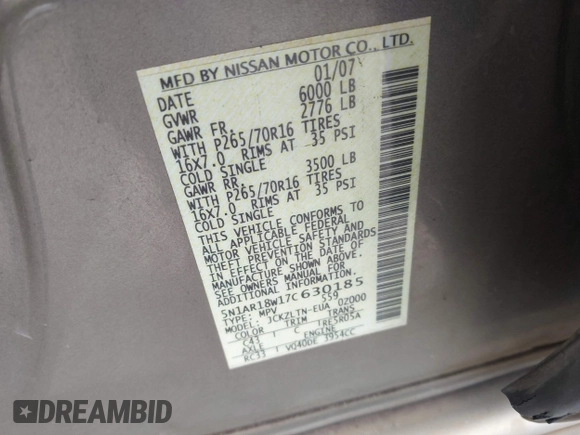 MFD BY NISSAN MOTOR CO., LTD.
DATE 01/07
GVWR 6000 LB
GAWR FR. 2776 LB
WITH P265/70R16 TIRES
16X7.0 RIMS AT 35 PSI
COLD SINGLE
GAWR RR. 3500 LB
WITH P265/70R16 TIRES
16X7.0 RIMS AT 35 PSI
COLD SINGLE
THIS VEHICLE CONFORMS TO
ALL APPLICABLE FEDERAL
MOTOR VEHICLE SAFETY AND
THEFT PREVENTION STANDARDS
IN EFFECT ON THE DATE OF
MANUFACTURE SHOWN ABOVE.
SEE OWNERS MANUAL FOR
ADDITIONAL INFORMATION.
5N1AR18W17C630185
TYPE: MPV 559
MODEL: JCKZLTN-EUA 02000
COLOR TRIM TRANS
C43 C TRE5R05A
AXLE ENGINE
RC33 VQ40DE 3954CC
DREAMBID